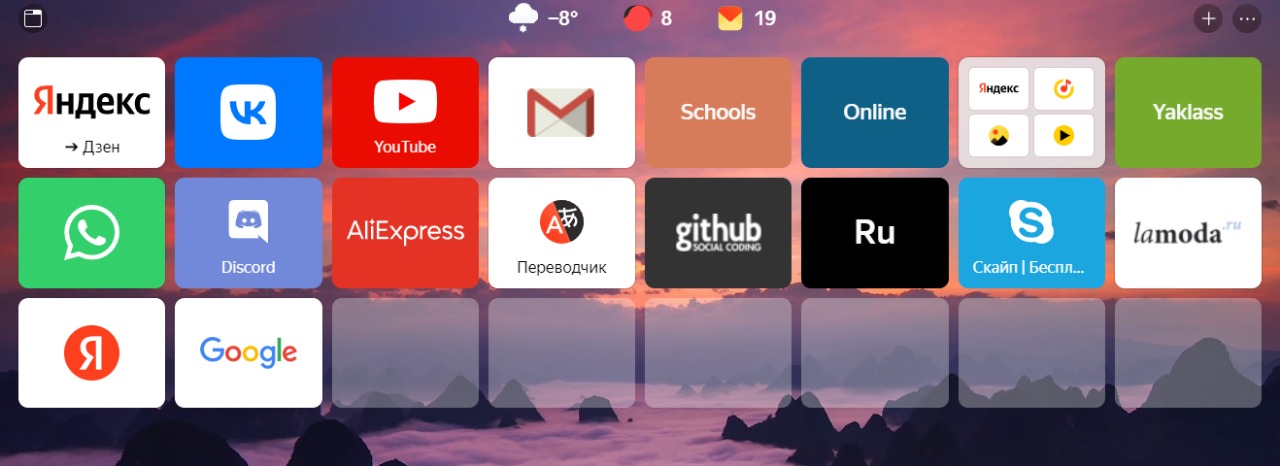 −8°
8
19
Яндекс
➔ Дзен
VK
YouTube
M
Schools
Online
Яндекс
Yaklass
Discord
AliExpress
A あ
Переводчик
github
SOCIAL CODING
Ru
S
Скайп | Беспл...
lamoda.ru
Я
Google